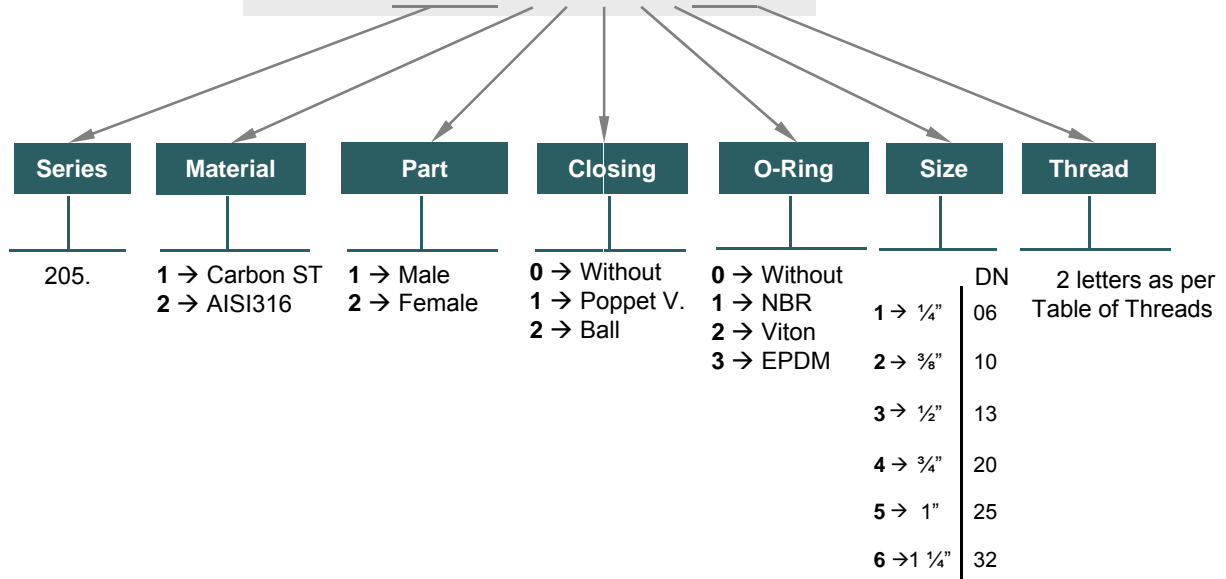 Series
Material
Part
Closing
O-Ring
Size
Thread
205.
1 → Carbon ST
2 → AISI316
1 → Male
2 → Female
0 → Without
1 → Poppet V.
2 → Ball
0 → Without
1 → NBR
2 → Viton
3 → EPDM
DN
1 → ¼” 06
2 → ⅜” 10
3 → ½” 13
4 → ¾” 20
5 → 1” 25
6 →1 ¼” 32
2 letters as per
Table of Threads